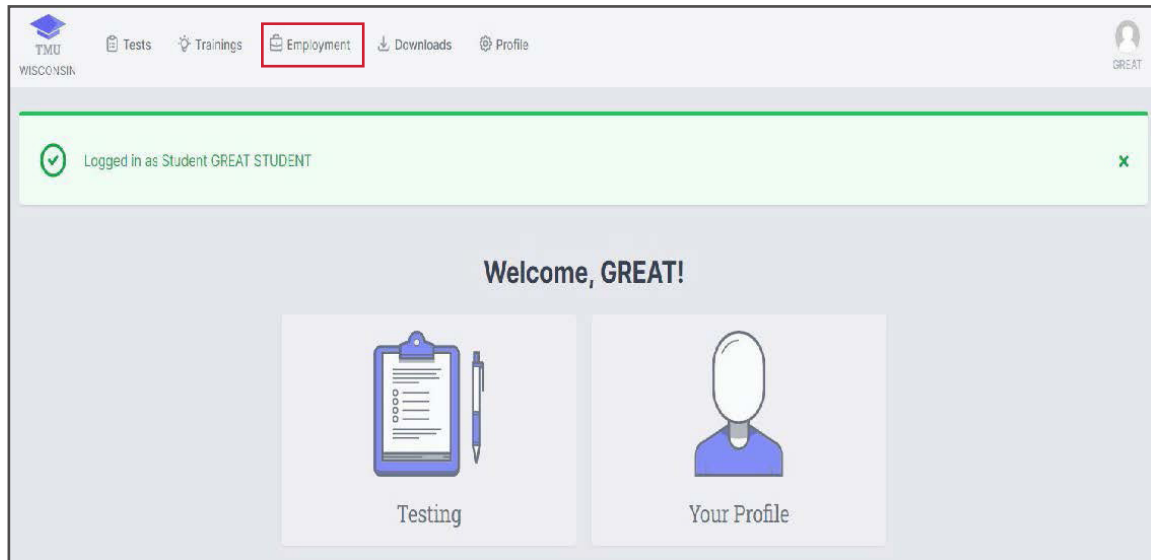 TMU
WISCONSIN
Tests
Trainings
Employment
Downloads
Profile
GREAT
Logged in as Student GREAT STUDENT
Welcome, GREAT!
Testing
Your Profile